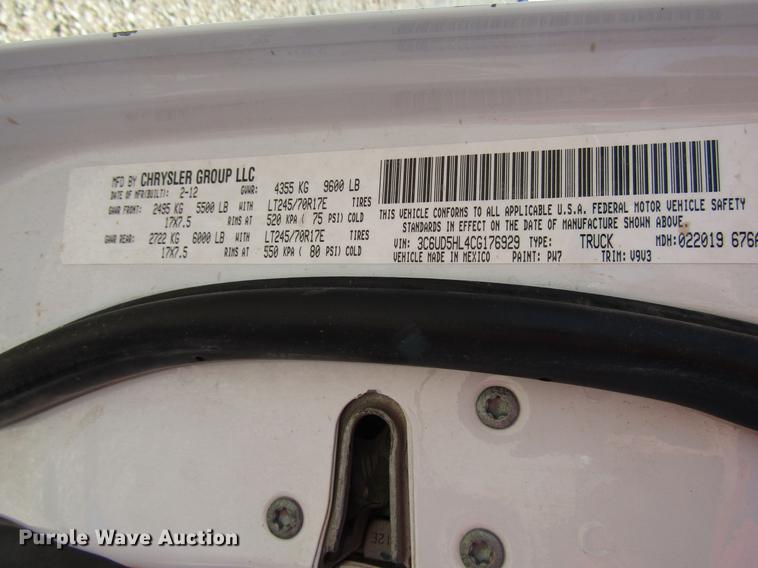 MFD BY CHRYSLER GROUP LLC
DATE OF MFR(BUILT): 2-12 GVWR: 4355 KG 9600 LB
GAWR FRONT: 2495 KG 5500 LB WITH LT245/70R17E TIRES
17X7.5 RIMS AT 520 KPA ( 75 PSI) COLD
GAWR REAR: 2722 KG 6000 LB WITH LT245/70R17E TIRES
17X7.5 RIMS AT 550 KPA ( 80 PSI) COLD
THIS VEHICLE CONFORMS TO ALL APPLICABLE U.S.A. FEDERAL MOTOR VEHICLE SAFETY
STANDARDS IN EFFECT ON THE DATE OF MANUFACTURE SHOWN ABOVE.
VIN: 3C6UD5HL4CG176929 TYPE: TRUCK MDH: 022019 676A
VEHICLE MADE IN MEXICO PAINT: PW7 TRIM: V9V3
Purple Wave Auction